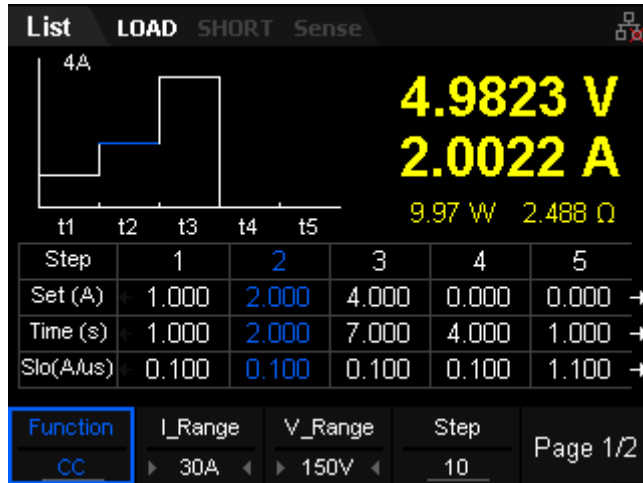 List LOAD SHORT Sense
4A
4.9823 V
2.0022 A
9.97 W 2.488 Ω
t1 t2 t3 t4 t5
Step 1 2 3 4 5
Set (A) 1.000 2.000 4.000 0.000 0.000
Time (s) 1.000 2.000 7.000 4.000 1.000
Slo(A/us) 0.100 0.100 0.100 0.100 1.100
Function I_Range V_Range Step Page 1/2
CC 30A 150V 10